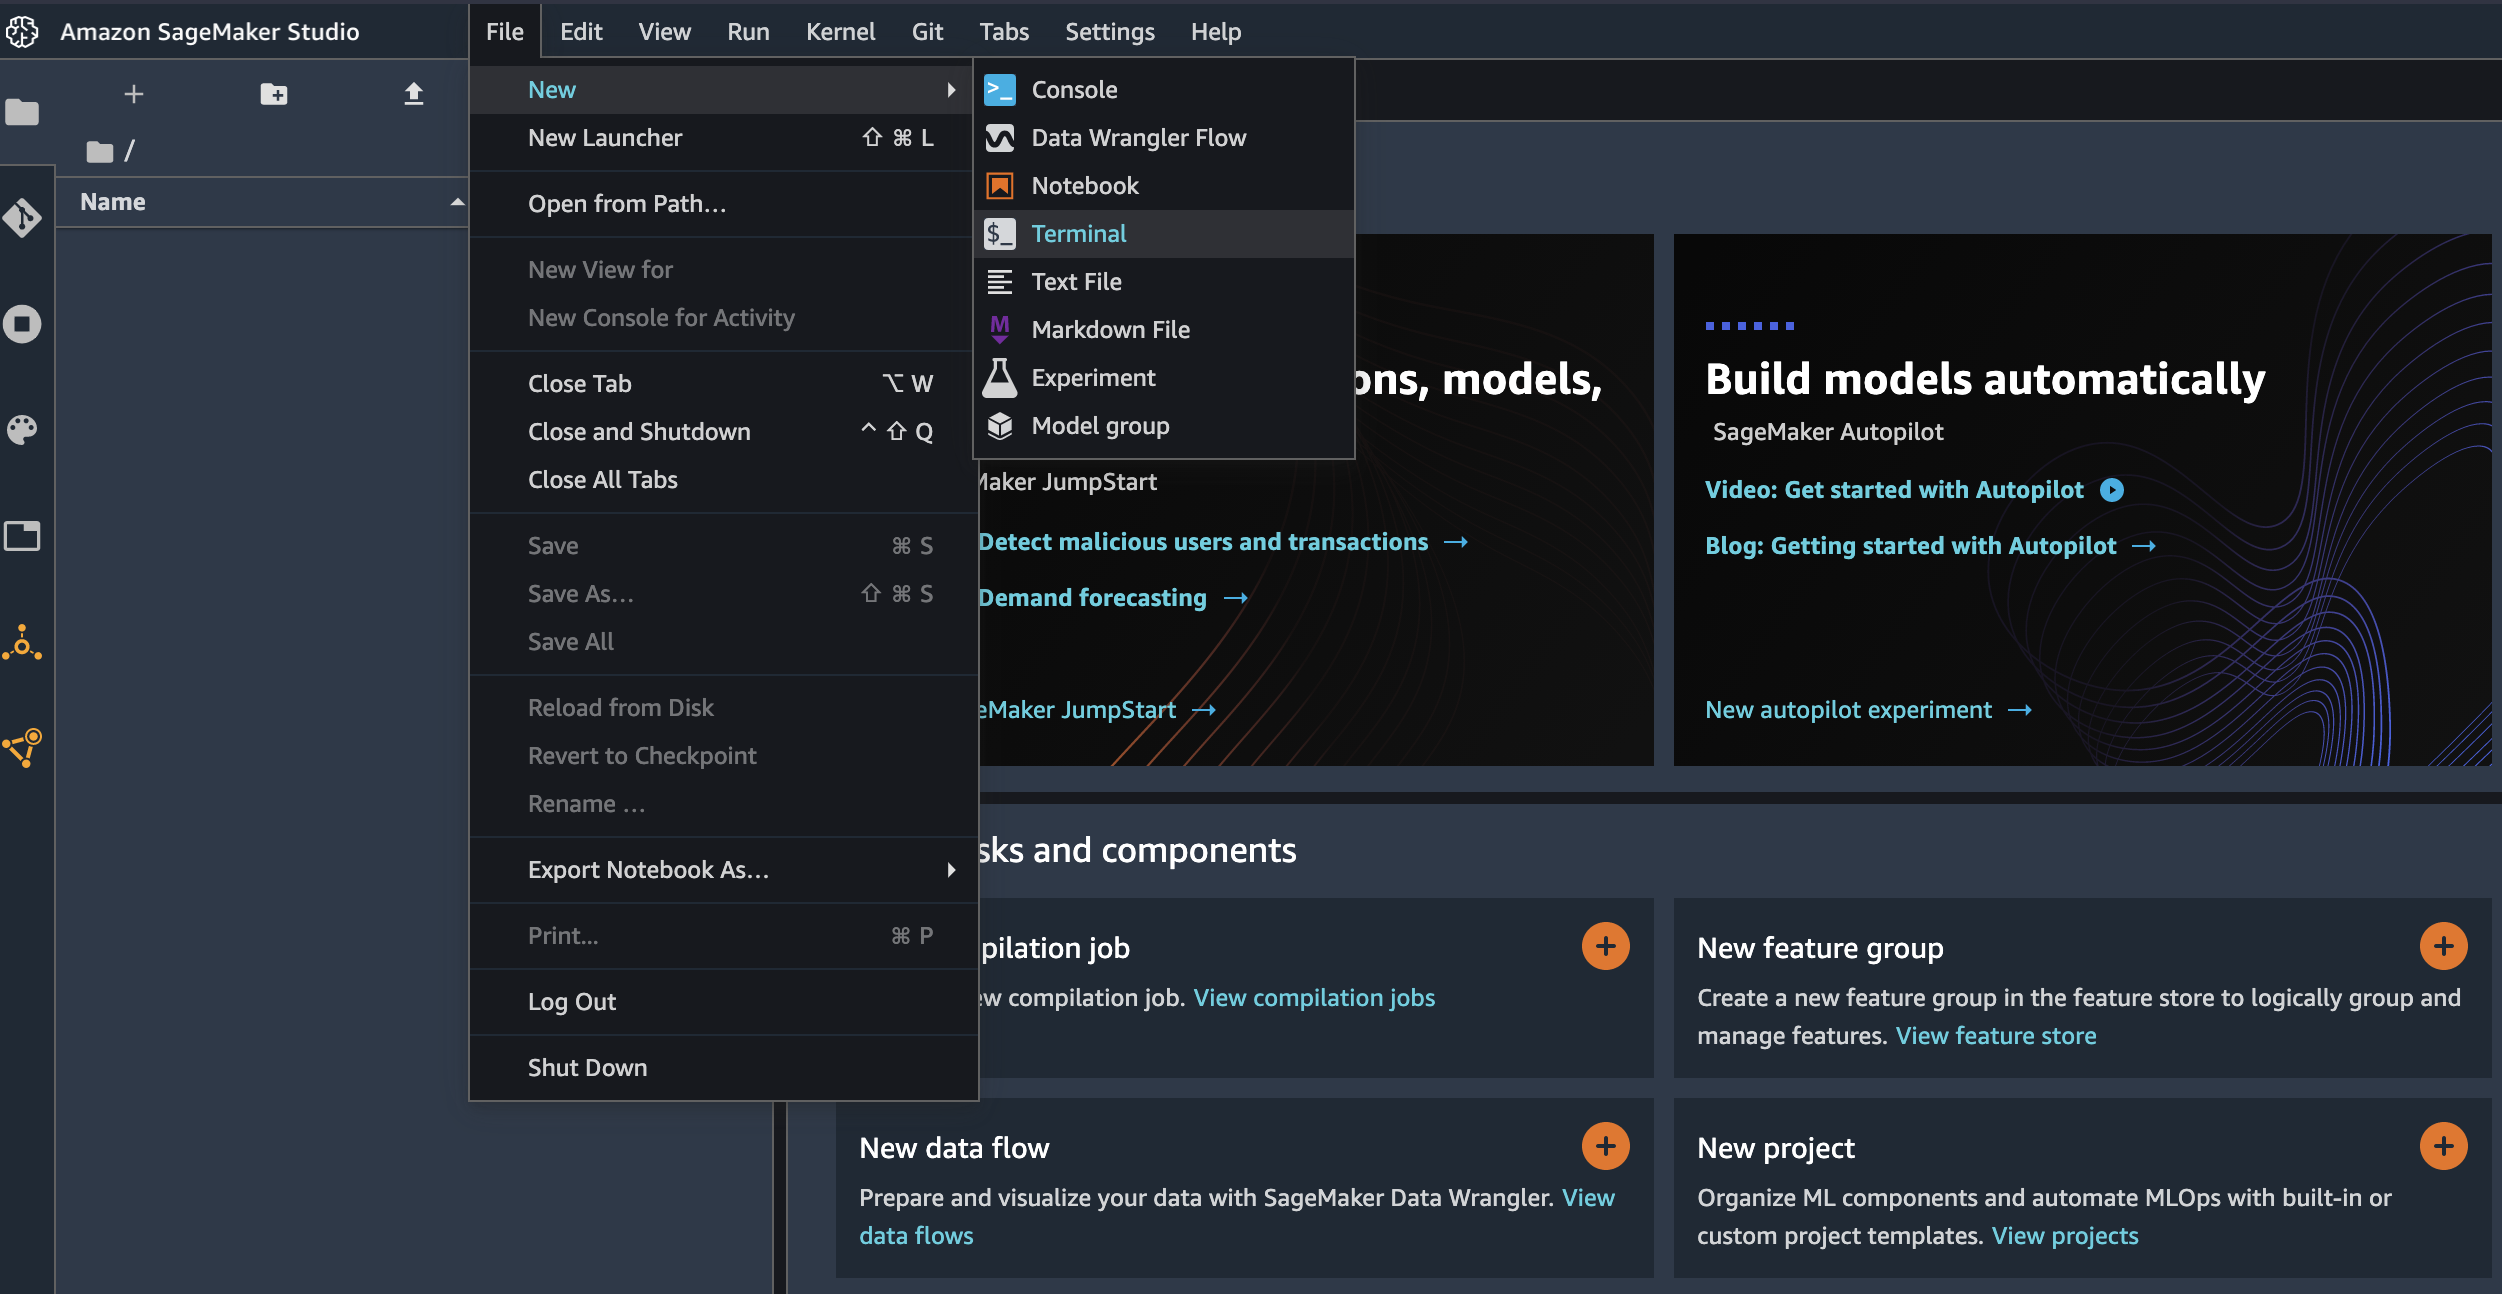 Amazon SageMaker Studio
File Edit View Run Kernel Git Tabs Settings Help
/
Name
New
New Launcher ⇧ ⌘ L
Open from Path…
New View for
New Console for Activity
Close Tab ⌥ W
Close and Shutdown ^ ⇧ Q
Close All Tabs
Save ⌘ S
Save As… ⇧ ⌘ S
Save All
Reload from Disk
Revert to Checkpoint
Rename …
Export Notebook As…
Print... ⌘ P
Log Out
Shut Down
Console
Data Wrangler Flow
Notebook
$_ Terminal
Text File
Markdown File
Experiment
Model group
ons, models,
Maker JumpStart
Detect malicious users and transactions →
Demand forecasting →
eMaker JumpStart →
Build models automatically
SageMaker Autopilot
Video: Get started with Autopilot
Blog: Getting started with Autopilot →
New autopilot experiment →
sks and components
pilation job
ew compilation job. View compilation jobs
New feature group
Create a new feature group in the feature store to logically group and
manage features. View feature store
New data flow
Prepare and visualize your data with SageMaker Data Wrangler. View
data flows
New project
Organize ML components and automate MLOps with built-in or
custom project templates. View projects